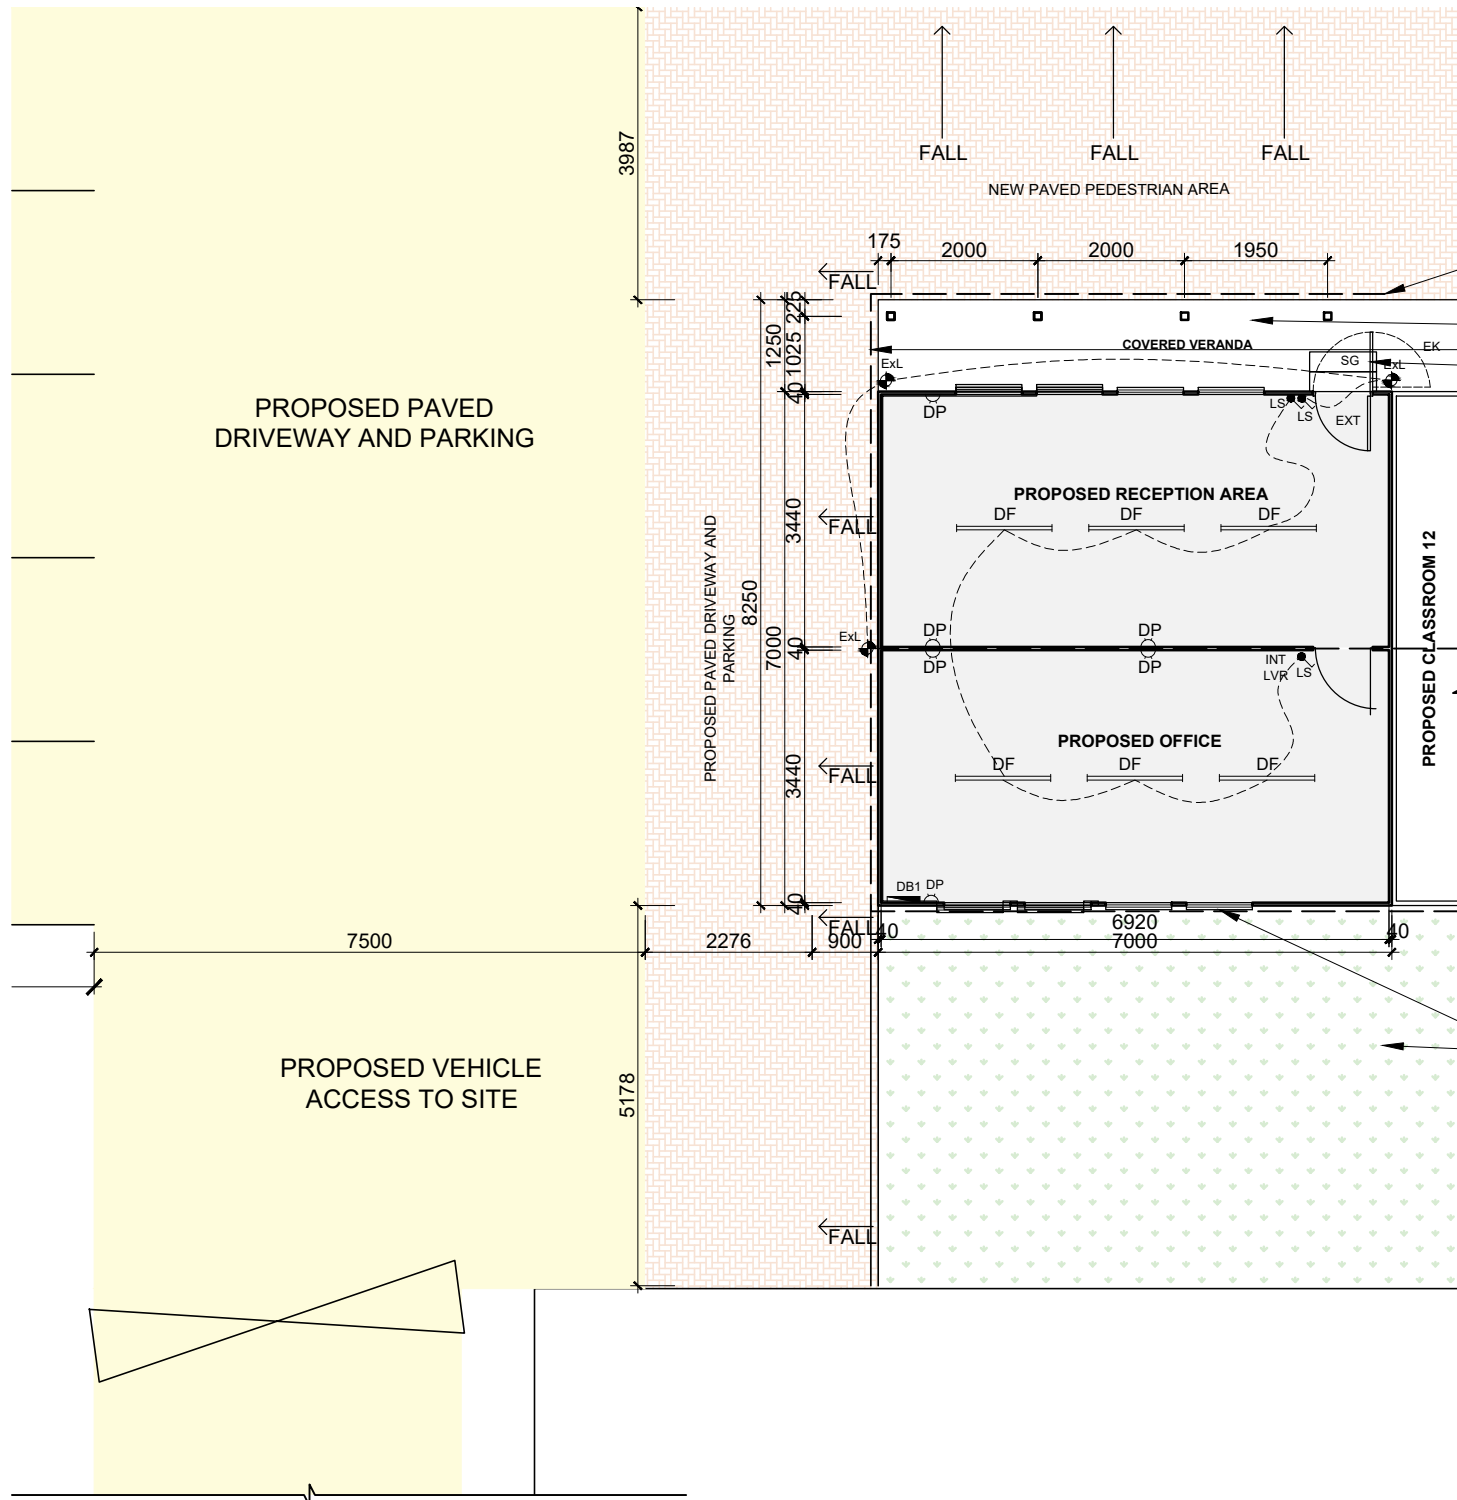 3987
FALL
FALL
FALL
NEW PAVED PEDESTRIAN AREA
175
2000
2000
1950
FALL
225
1250
1025
40
COVERED VERANDA
EK
SG
ExL
ExL
DP
LS
LS
EXT
PROPOSED PAVED
DRIVEWAY AND PARKING
PROPOSED RECEPTION AREA
DF
DF
DF
3440
FALL
PROPOSED PAVED DRIVEWAY AND
PARKING
8250
7000
40
ExL
DP
DP
DP
DP
INT
LVR
LS
PROPOSED CLASSROOM 12
PROPOSED OFFICE
DF
DF
DF
3440
FALL
DB1
DP
40
FALL
40
6920
40
7500
2276
900
7000
PROPOSED VEHICLE
ACCESS TO SITE
5178
FALL